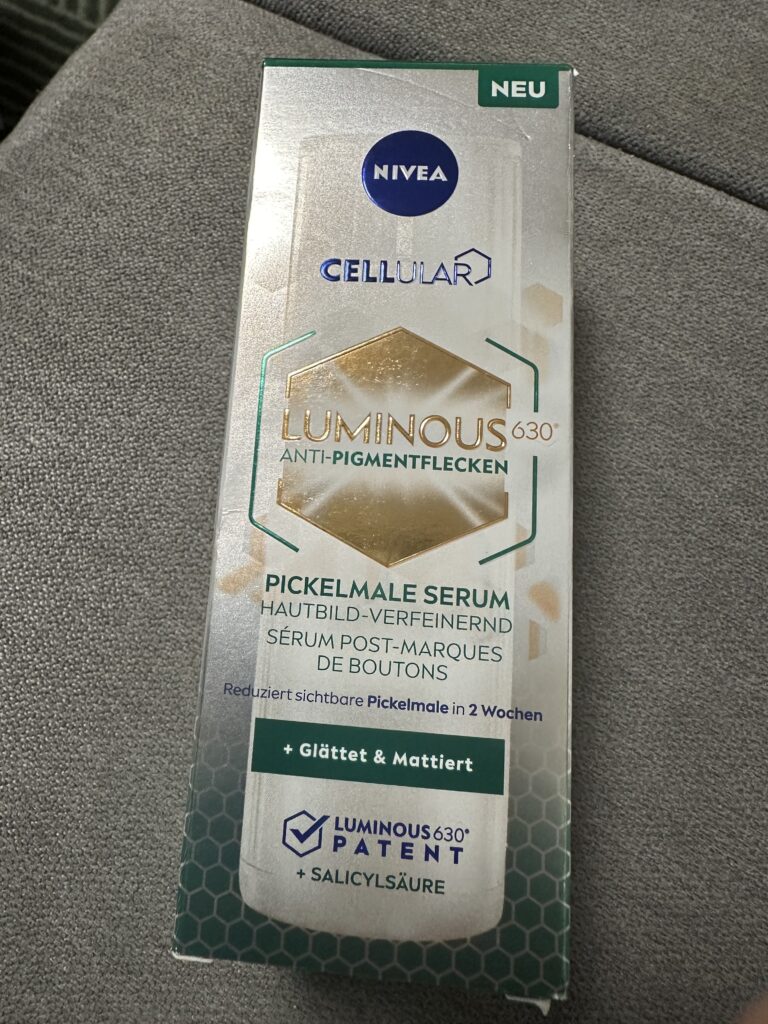 NEU
NIVEA
CELLULAR
LUMINOUS630®
ANTI-PIGMENTFLECKEN
PICKELMALE SERUM
HAUTBILD-VERFEINERND
SÉRUM POST-MARQUES
DE BOUTONS
Reduziert sichtbare Pickelmale in 2 Wochen
+ Glättet & Mattiert
LUMINOUS630®
PATENT
+ SALICYLSÄURE